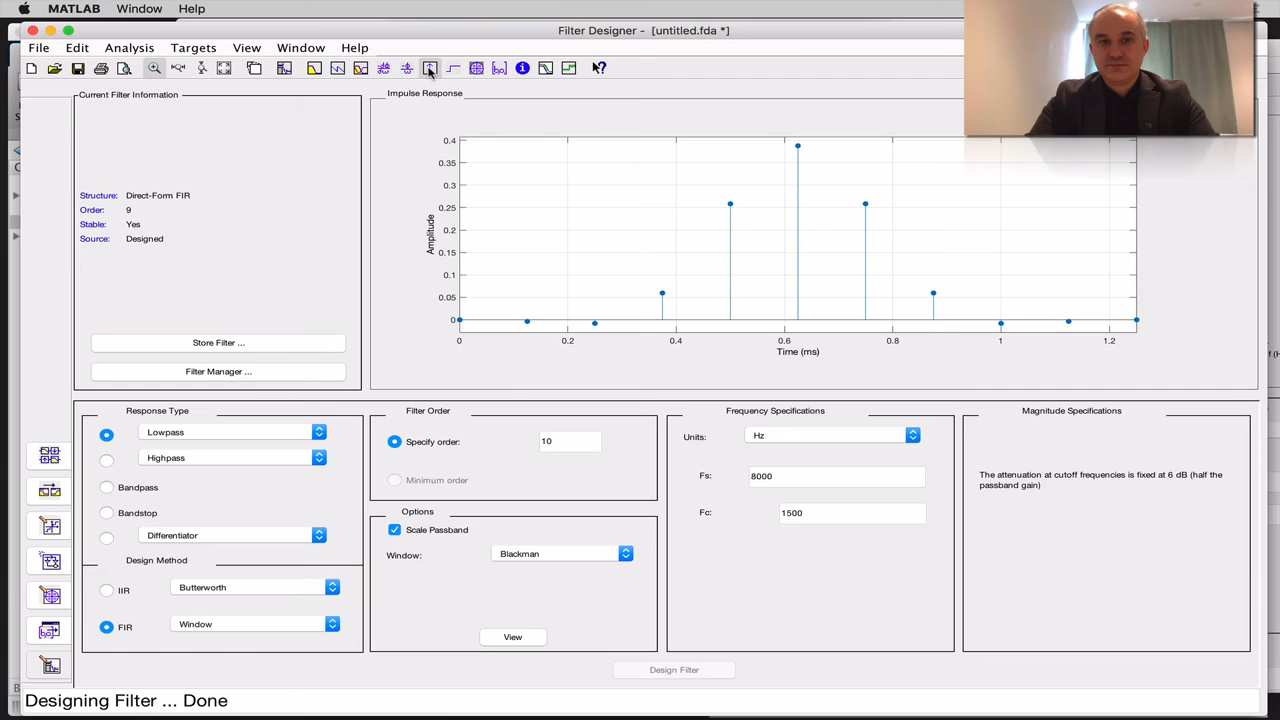 MATLAB Window Help
Filter Designer - [untitled.fda *]
File Edit Analysis Targets View Window Help
Current Filter Information
Structure: Direct-Form FIR
Order: 9
Stable: Yes
Source: Designed
Store Filter ...
Filter Manager ...
Impulse Response
0.4
0.35
0.3
0.25
0.2
0.15
0.1
0.05
0
Amplitude
0 0.2 0.4 0.6 0.8 1 1.2
Time (ms)
Response Type
Lowpass
Highpass
Bandpass
Bandstop
Differentiator
Design Method
IIR Butterworth
FIR Window
Filter Order
Specify order: 10
Minimum order
Options
Scale Passband
Window: Blackman
View
Frequency Specifications
Units: Hz
Fs: 8000
Fc: 1500
Magnitude Specifications
The attenuation at cutoff frequencies is fixed at 6 dB (half the
passband gain)
Design Filter
Designing Filter ... Done